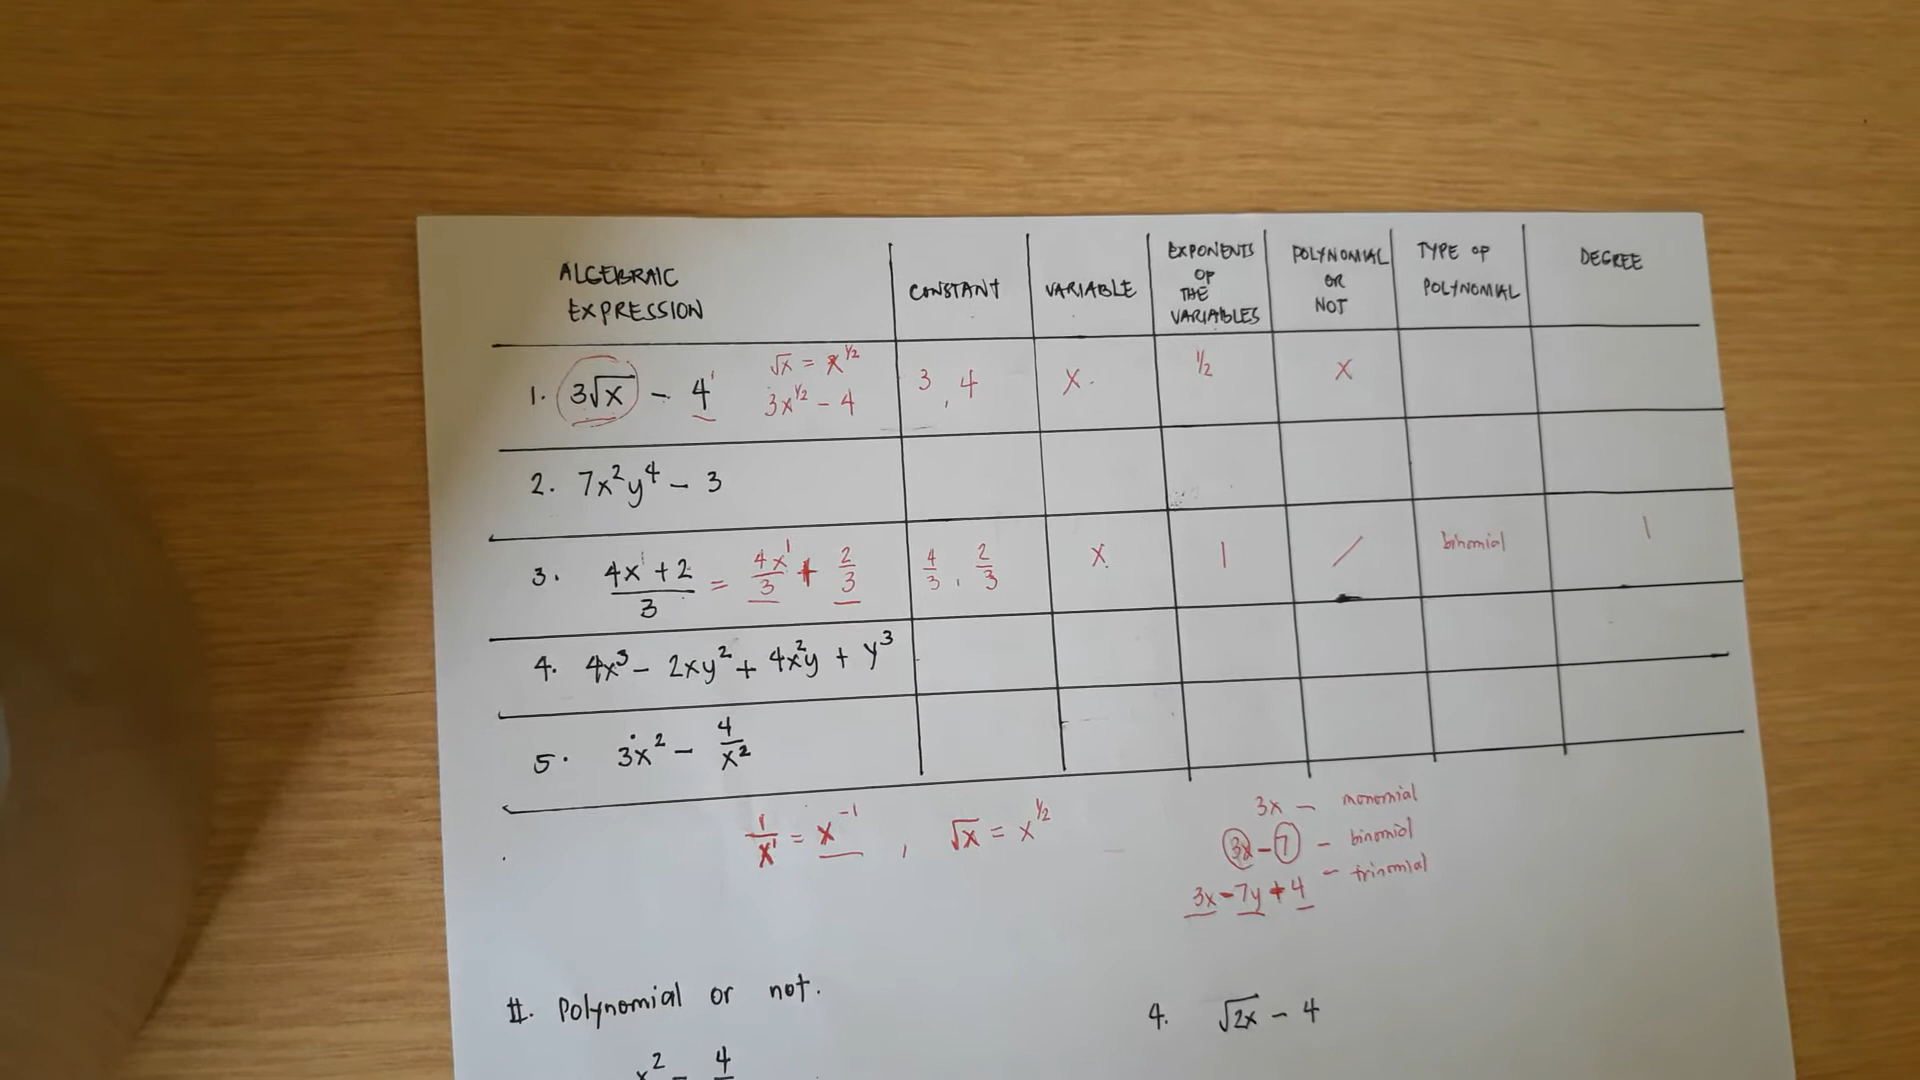 ALGEBRAIC EXPRESSION | CONSTANT | VARIABLE | EXPONENTS OF THE VARIABLES | POLYNOMIAL OR NOT | TYPE OF POLYNOMIAL | DEGREE
1. 3√x - 4¹ √x = x^½ 3x^½ - 4 | 3, 4 | x. | ½ | x
2. 7x²y⁴ - 3
3. (4x¹ + 2)/3 = 4x¹/3 + 2/3 | 4/3, 2/3 | x | 1 | / | binomial | 1
4. 4x³ - 2xy² + 4x²y + y³
5. 3x² - 4/x²
1/x¹ = x⁻¹ , √x = x^½
3x - monomial
3x - 7 - binomial
3x - 7y + 4 - trinomial
II. Polynomial or not.
4. √2x - 4
x² - 4